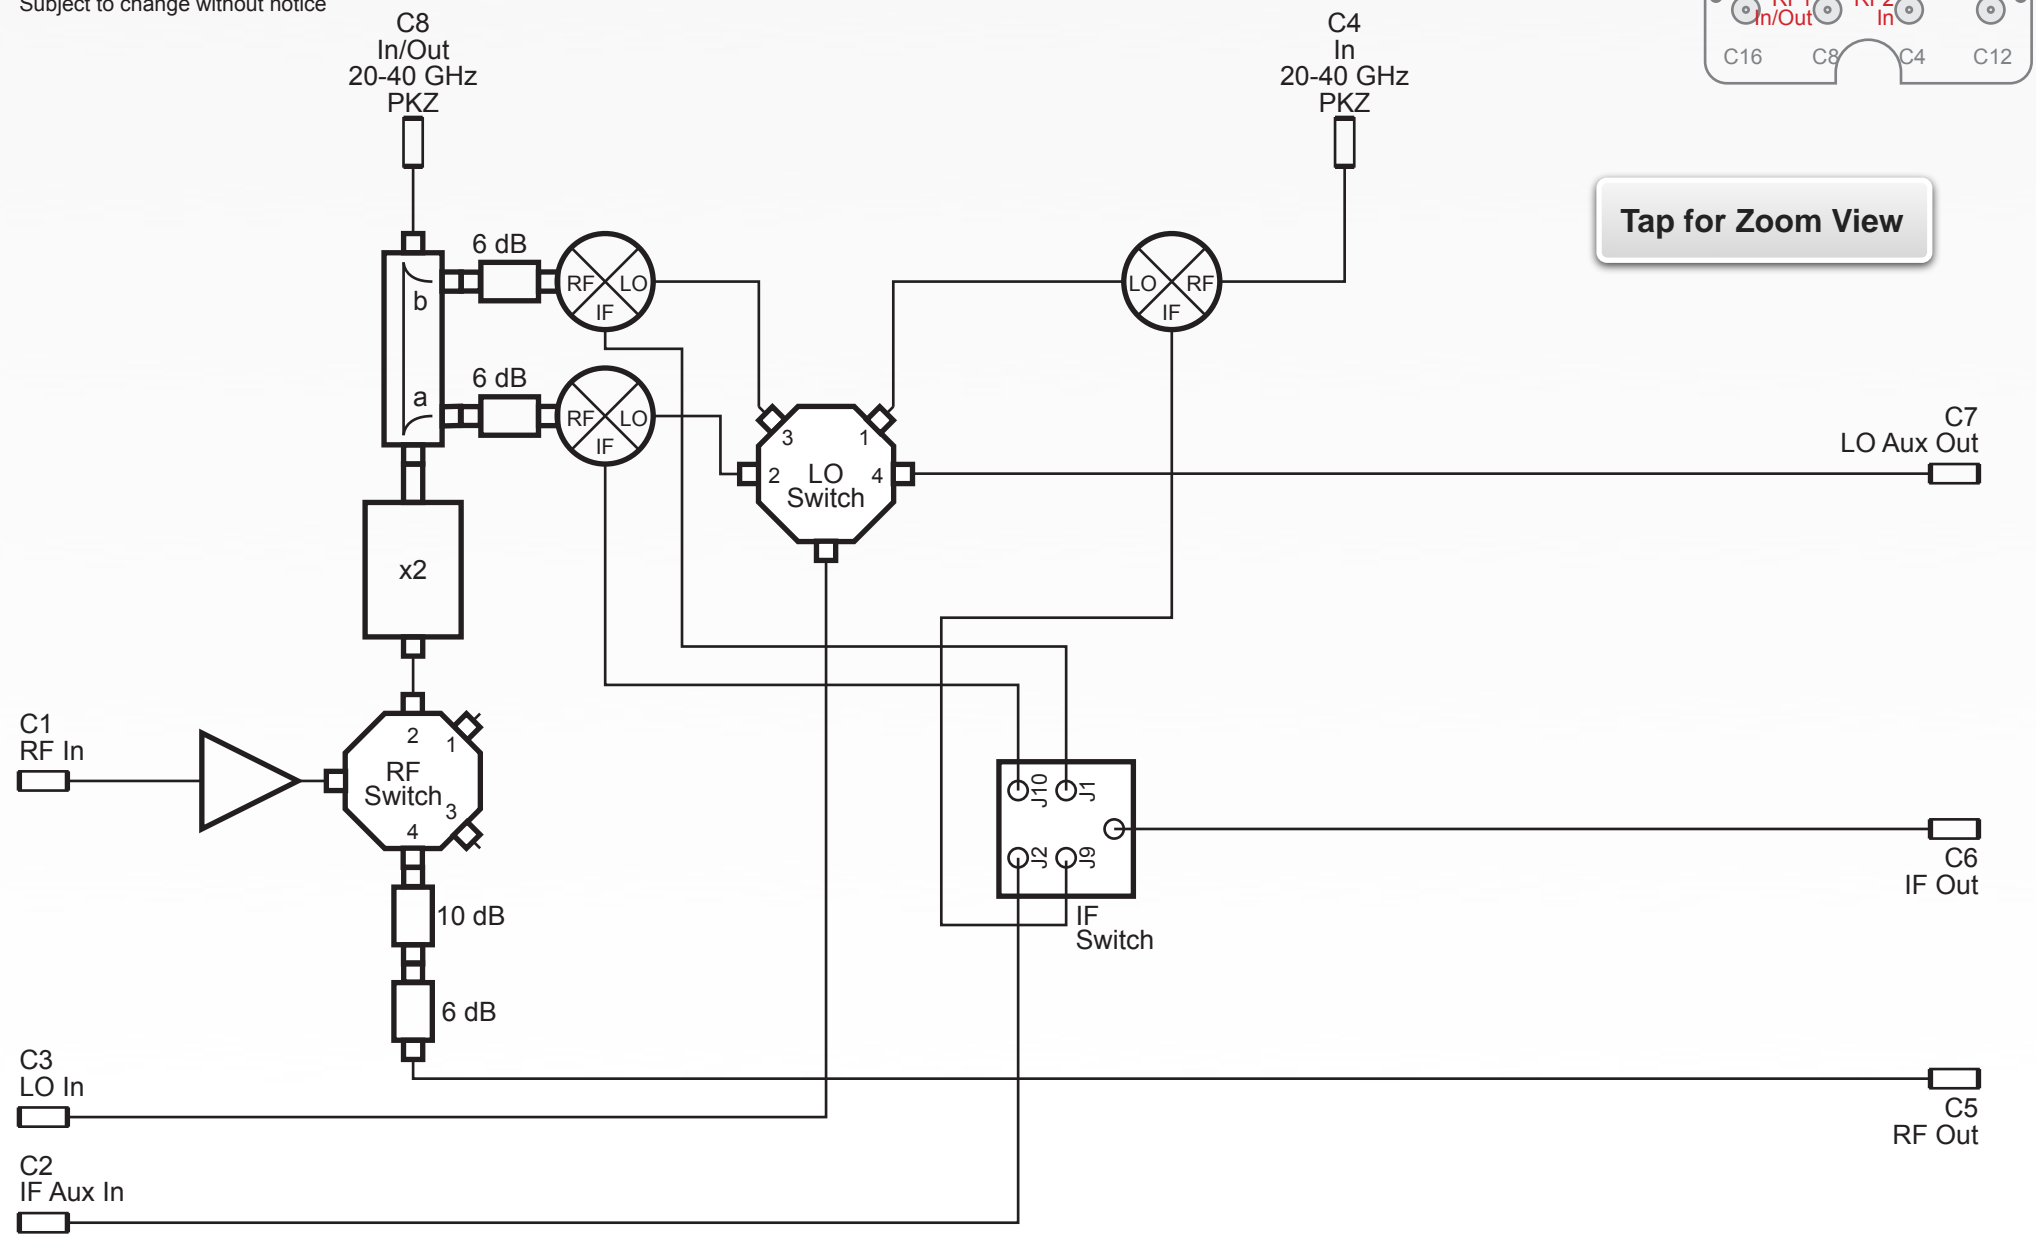 Subject to change without notice
C8
In/Out
20-40 GHz
PKZ
C4
In
20-40 GHz
PKZ
RF1
In/Out
RF2
In
C16
C8
C4
C12
Tap for Zoom View
6 dB
b
RF
LO
IF
LO
RF
IF
6 dB
a
RF
LO
IF
3
1
2
LO
Switch
4
C7
LO Aux Out
x2
C1
RF In
2
1
RF
Switch
3
4
J10
J1
J2
J9
IF
Switch
C6
IF Out
10 dB
6 dB
C3
LO In
C5
RF Out
C2
IF Aux In